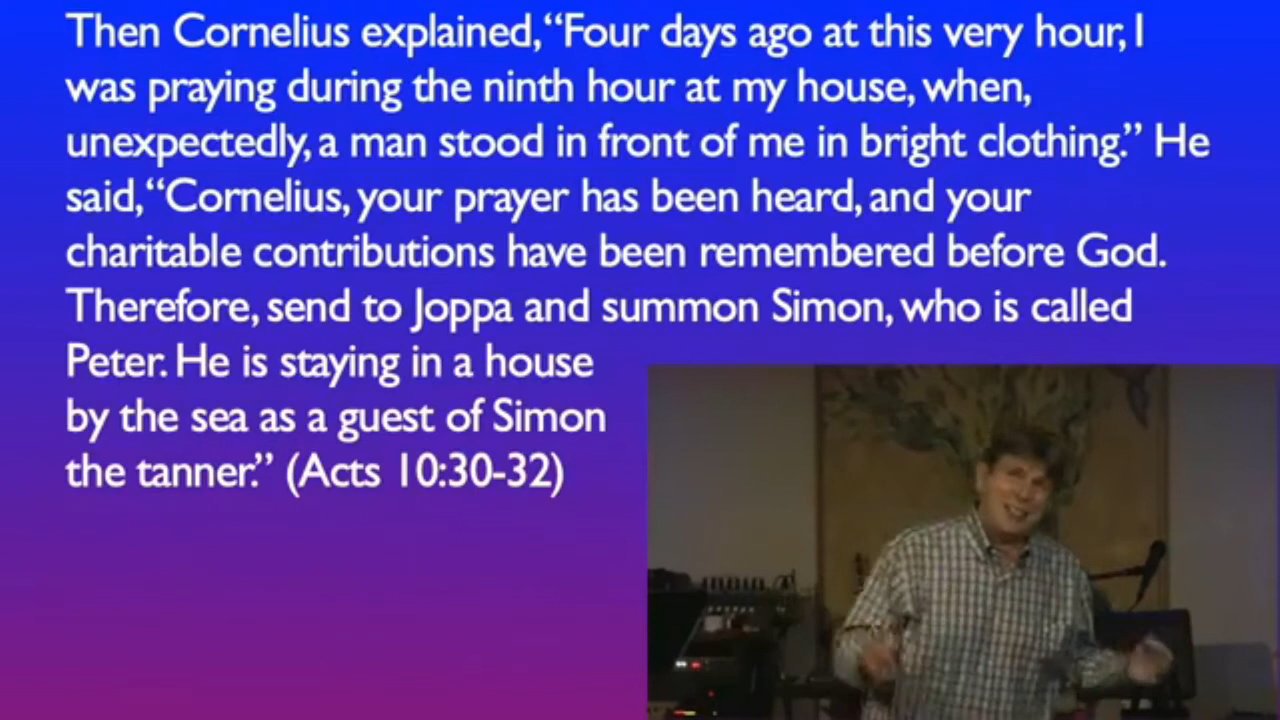 Then Cornelius explained, “Four days ago at this very hour, I
was praying during the ninth hour at my house, when,
unexpectedly, a man stood in front of me in bright clothing.” He
said, “Cornelius, your prayer has been heard, and your
charitable contributions have been remembered before God.
Therefore, send to Joppa and summon Simon, who is called
Peter. He is staying in a house
by the sea as a guest of Simon
the tanner.” (Acts 10:30-32)